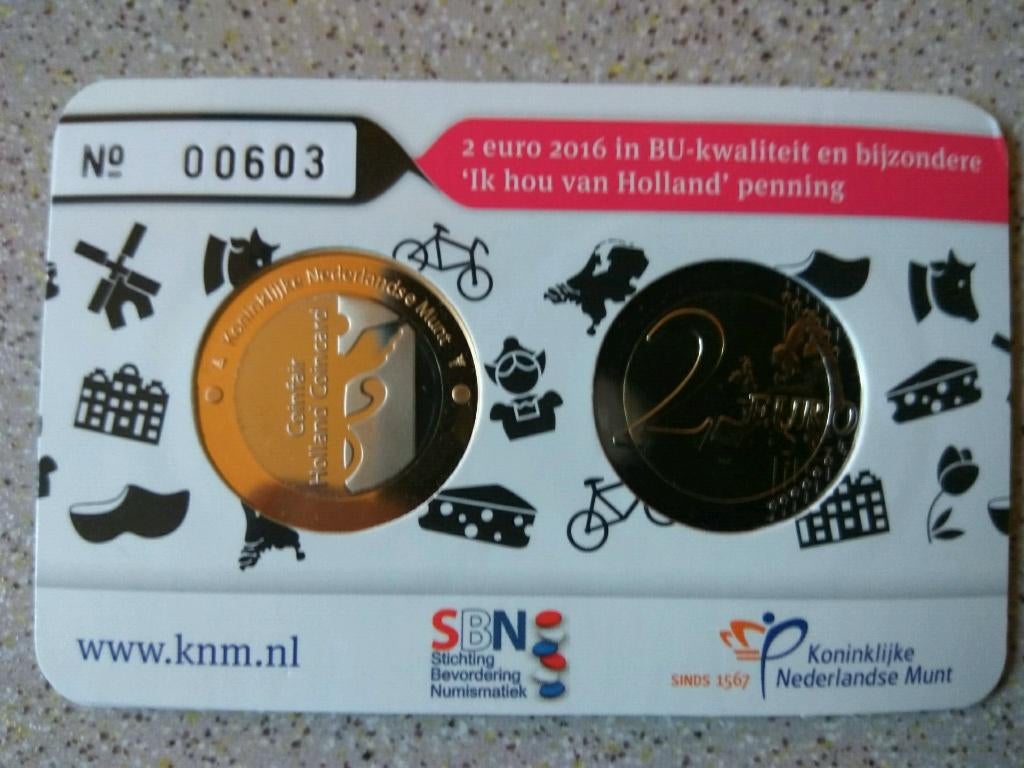 Nº 00603
2 euro 2016 in BU-kwaliteit en bijzondere
‘Ik hou van Holland’ penning
Koninklijke Nederlandse Munt
Coinfair
Holland Coincard
2 EURO
www.knm.nl
SBN
Stichting
Bevordering
Numismatiek
SINDS 1567
Koninklijke
Nederlandse Munt